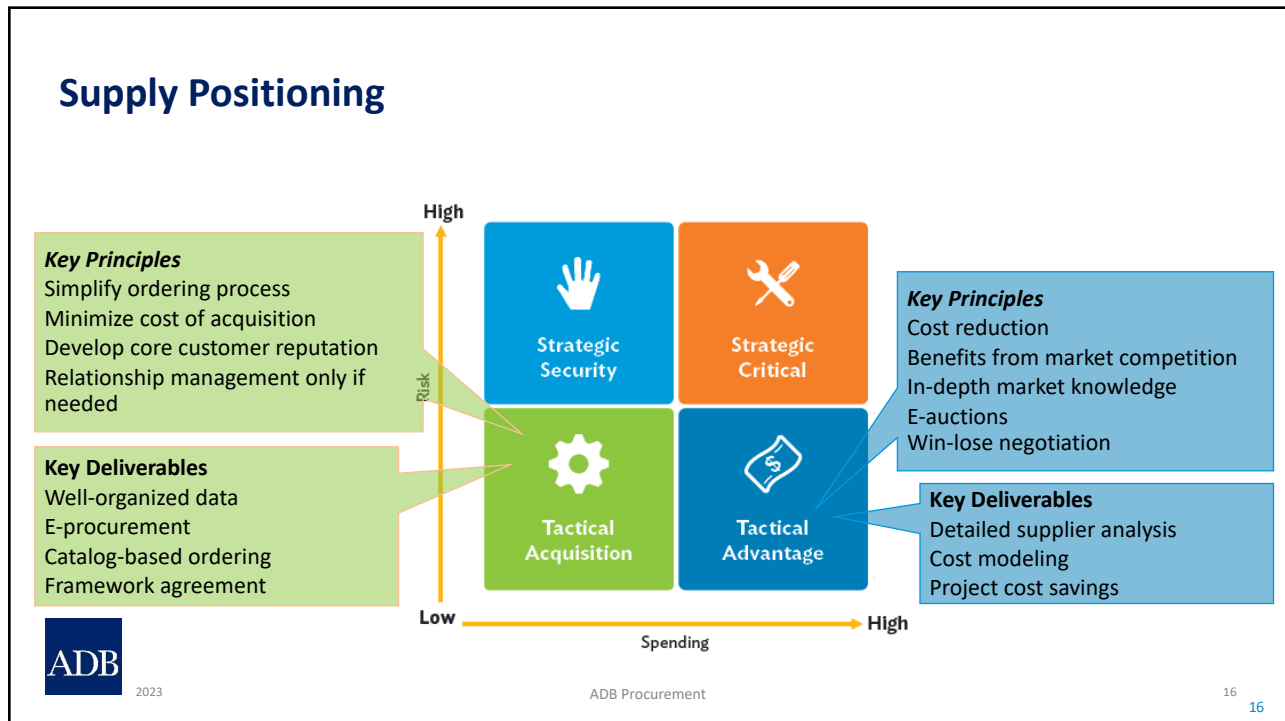 Supply Positioning
Key Principles
Simplify ordering process
Minimize cost of acquisition
Develop core customer reputation
Relationship management only if
needed
Key Deliverables
Well-organized data
E-procurement
Catalog-based ordering
Framework agreement
High
Risk
Low
Strategic
Security
Strategic
Critical
Tactical
Acquisition
$
Tactical
Advantage
High
Spending
Key Principles
Cost reduction
Benefits from market competition
In-depth market knowledge
E-auctions
Win-lose negotiation
Key Deliverables
Detailed supplier analysis
Cost modeling
Project cost savings
ADB
2023
ADB Procurement
16
16